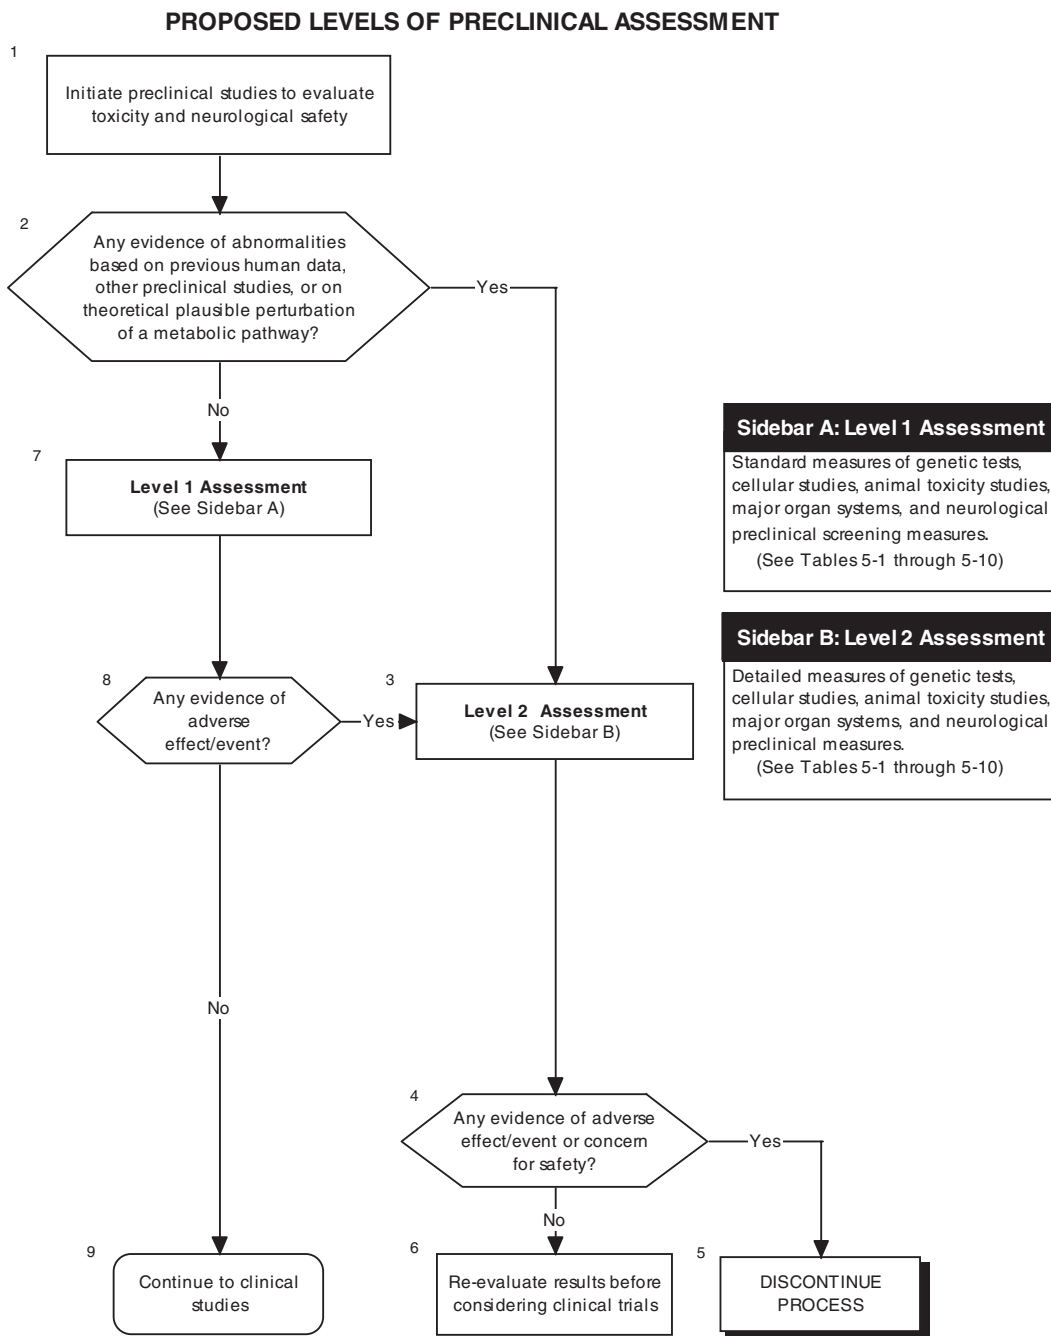 PROPOSED LEVELS OF PRECLINICAL ASSESSMENT
1
Initiate preclinical studies to evaluate
toxicity and neurological safety
2
Any evidence of abnormalities
based on previous human data,
other preclinical studies, or on
theoretical plausible perturbation
of a metabolic pathway?
Yes
No
7
Level 1 Assessment
(See Sidebar A)
Sidebar A: Level 1 Assessment
Standard measures of genetic tests,
cellular studies, animal toxicity studies,
major organ systems, and neurological
preclinical screening measures.
(See Tables 5-1 through 5-10)
Sidebar B: Level 2 Assessment
Detailed measures of genetic tests,
cellular studies, animal toxicity studies,
major organ systems, and neurological
preclinical measures.
(See Tables 5-1 through 5-10)
8
Any evidence of
adverse
effect/event?
Yes
3
Level 2 Assessment
(See Sidebar B)
No
4
Any evidence of adverse
effect/event or concern
for safety?
Yes
No
9
Continue to clinical
studies
6
Re-evaluate results before
considering clinical trials
5
DISCONTINUE
PROCESS